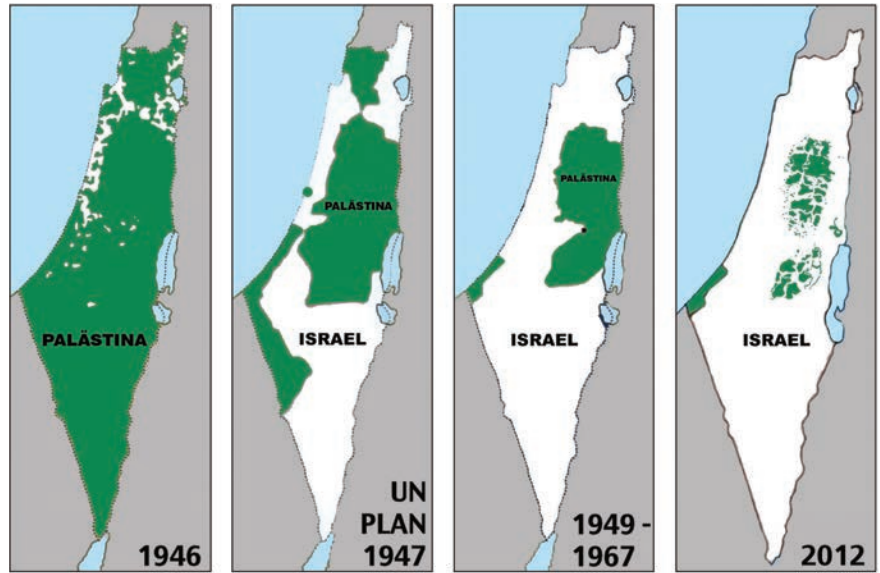 PALÄSTINA
1946
PALÄSTINA
ISRAEL
UN
PLAN
1947
PALÄSTINA
ISRAEL
1949 -
1967
ISRAEL
2012